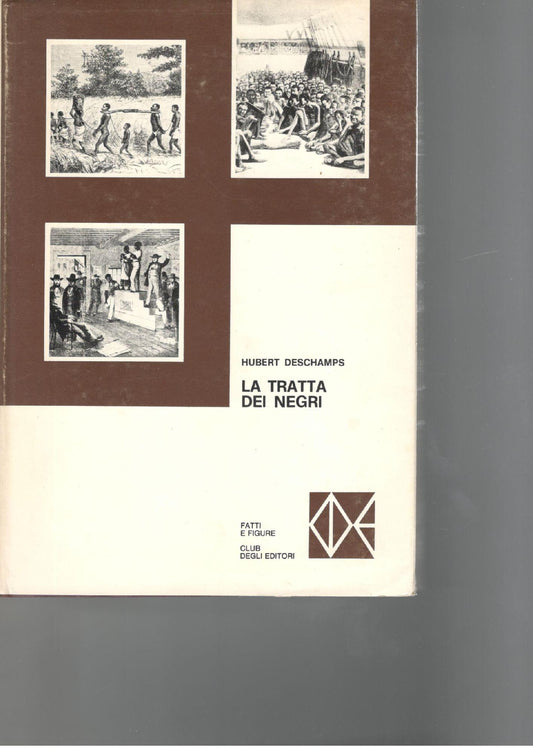 HUBERT DESCHAMPS
LA TRATTA
DEI NEGRI
FATTI
E FIGURE
CLUB
DEGLI EDITORI